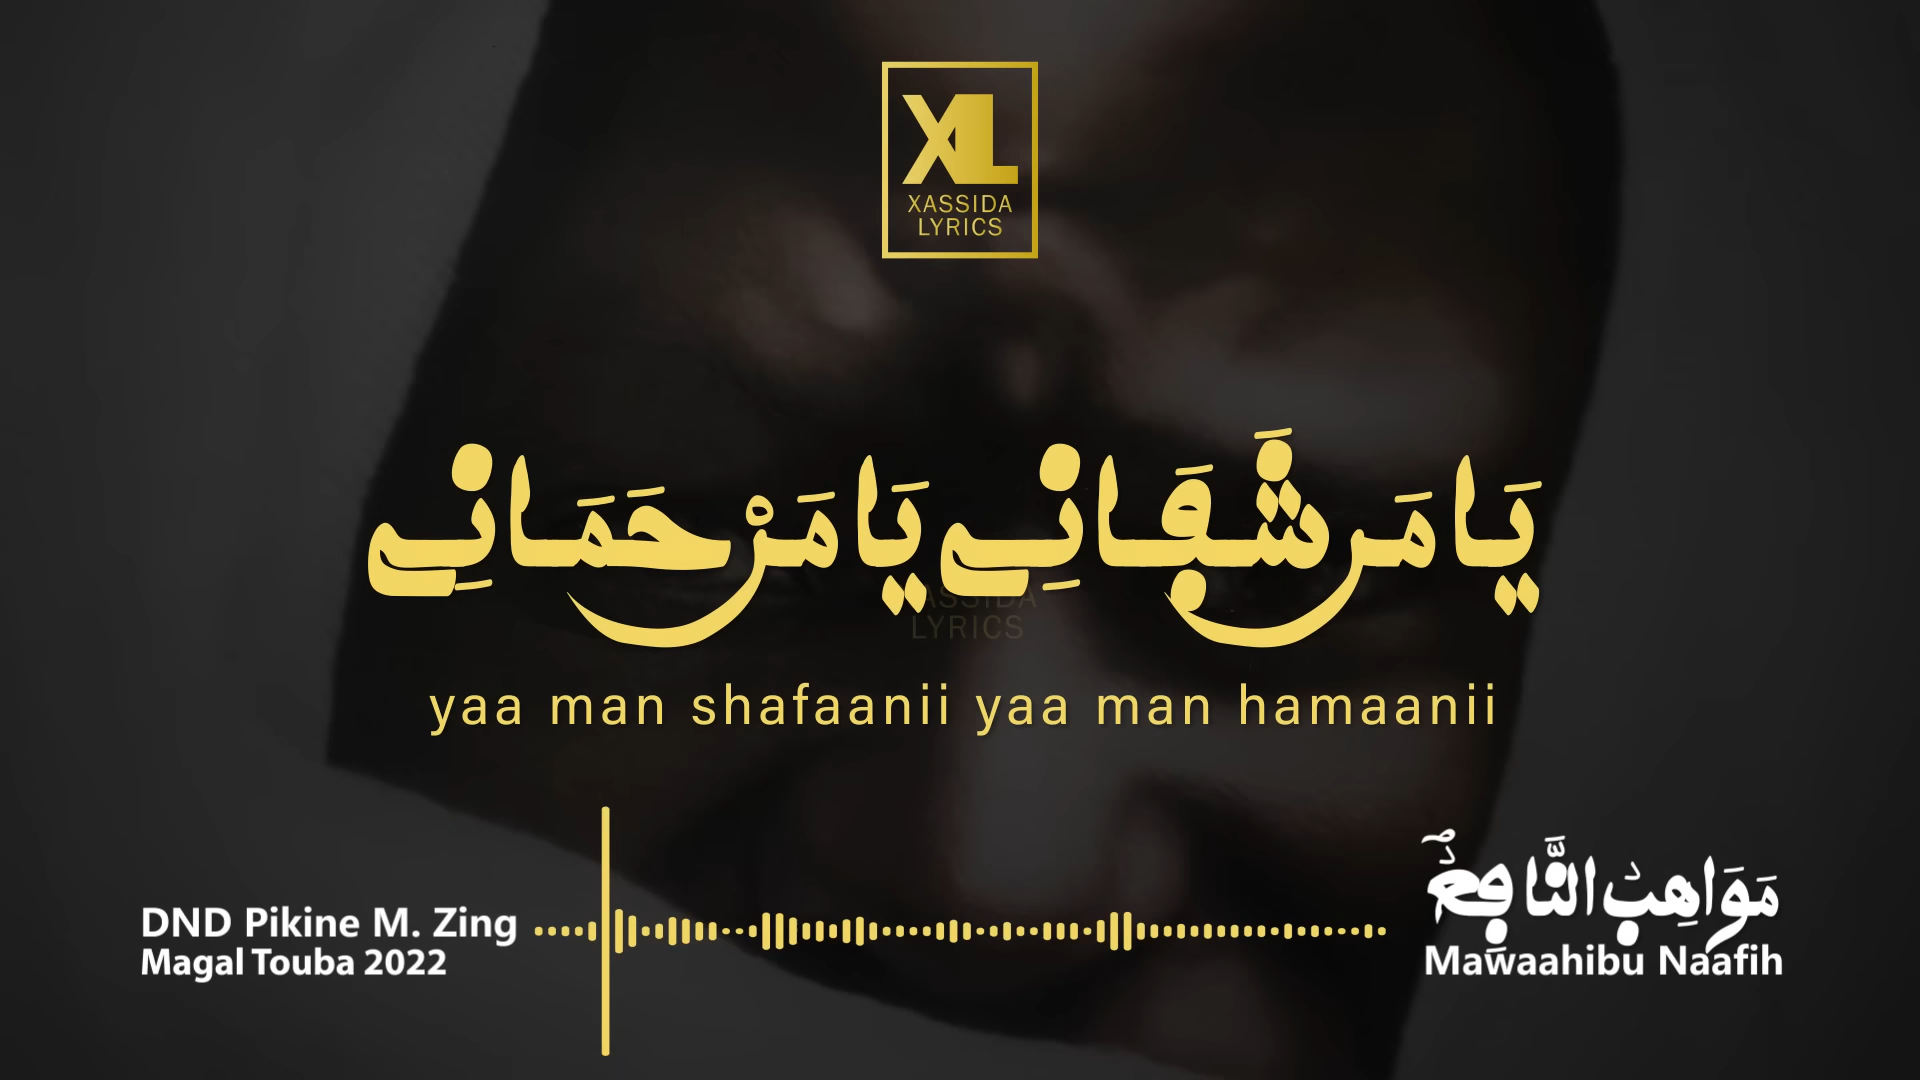 XL
XASSIDA
LYRICS
يَا مَن شَفَانِے يَا مَنْ حَمَانِے
yaa man shafaanii yaa man hamaanii
DND Pikine M. Zing
Magal Touba 2022
مَوَاهِبُ النَّافِعُ
Mawaahibu Naafih